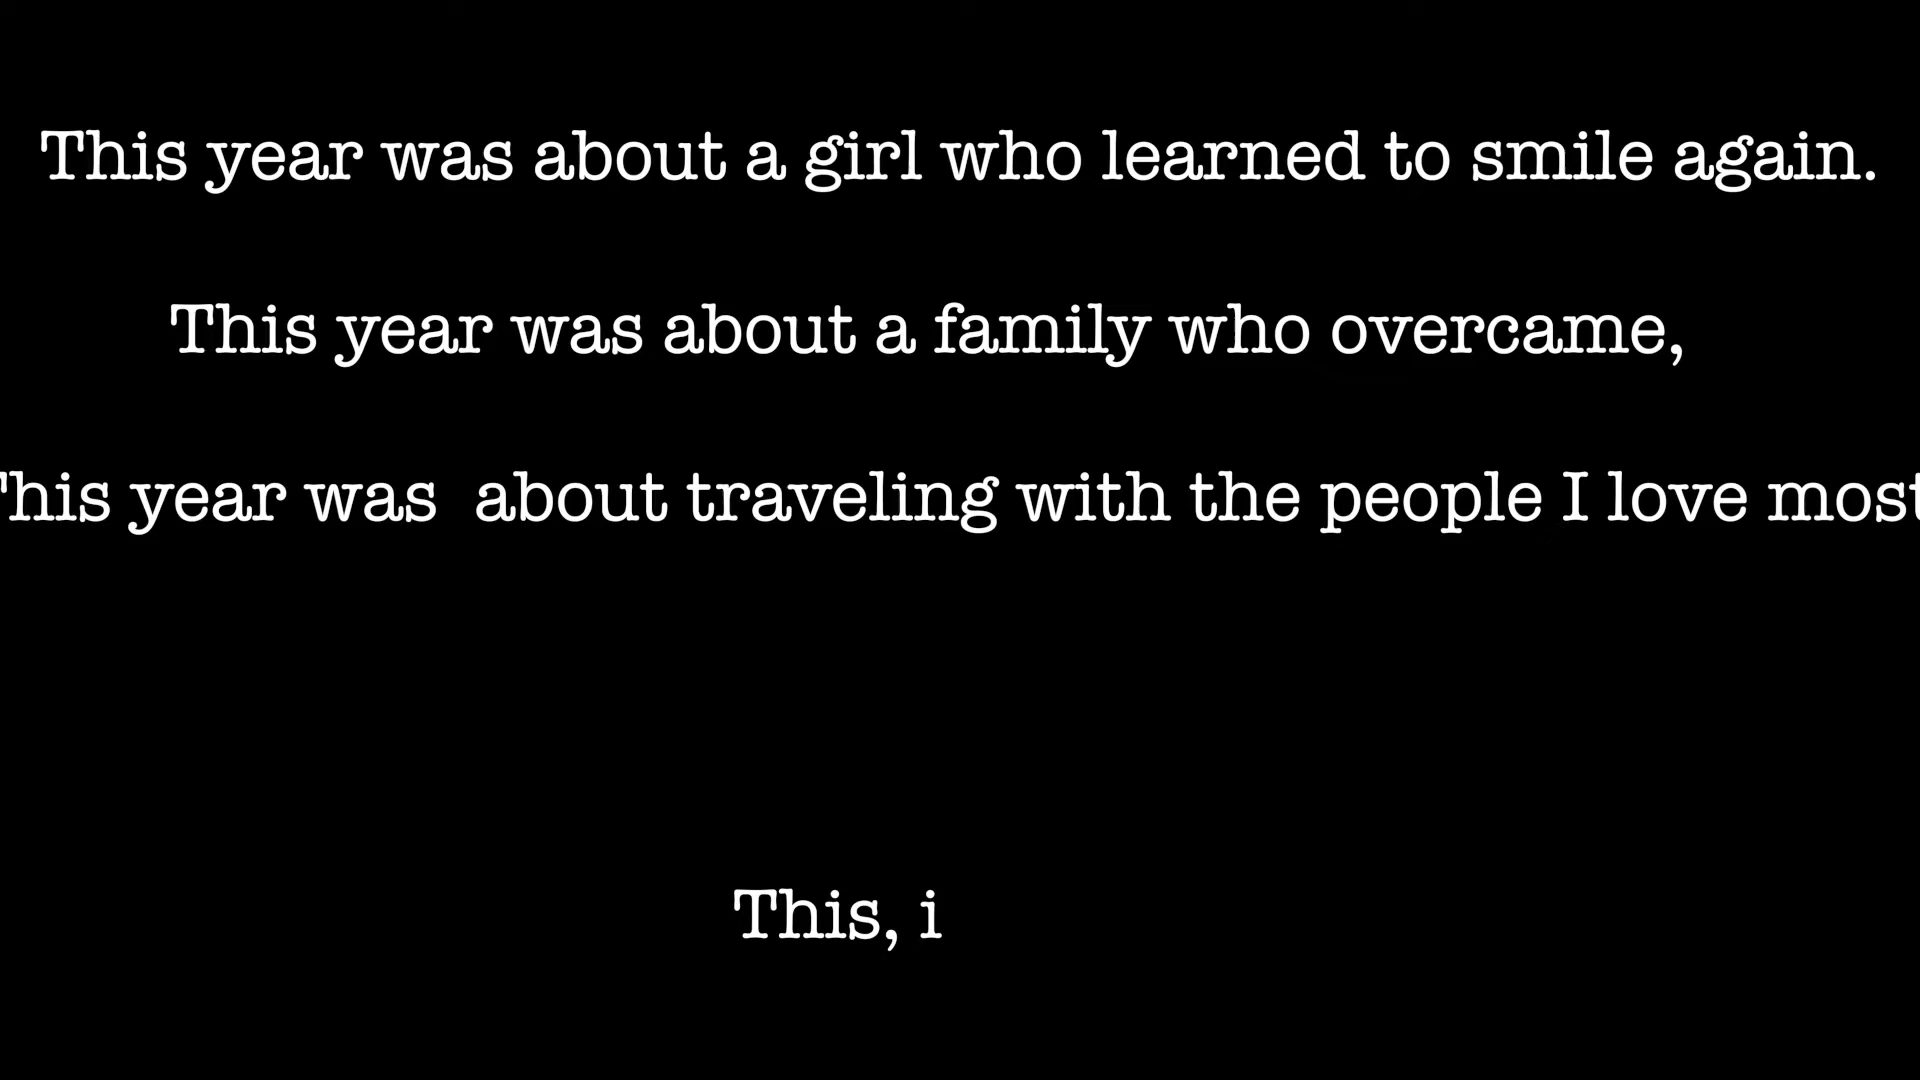 This year was about a girl who learned to smile again.
This year was about a family who overcame,
This year was  about traveling with the people I love most
This, i